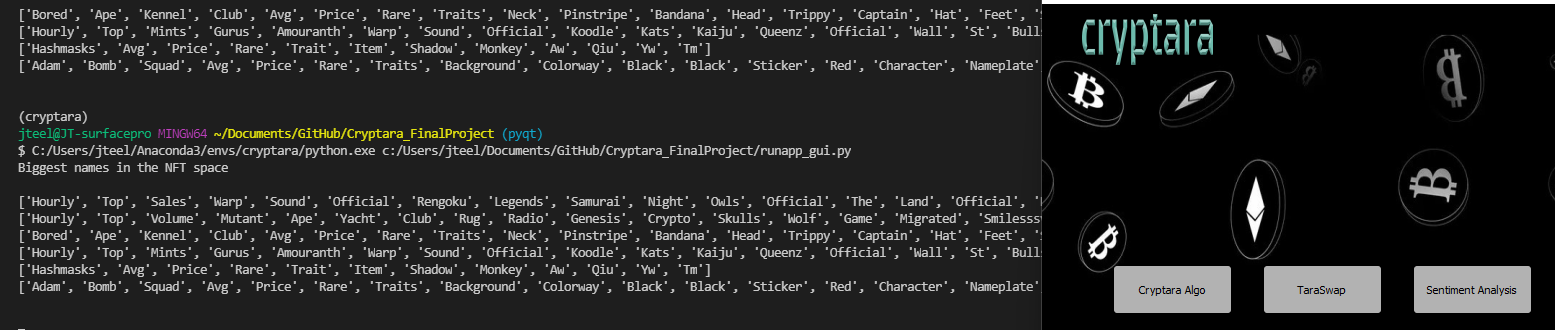 ['Bored', 'Ape', 'Kennel', 'Club', 'Avg', 'Price', 'Rare', 'Traits', 'Neck', 'Pinstripe', 'Bandana', 'Head', 'Trippy', 'Captain', 'Hat', 'Feet',
['Hourly', 'Top', 'Mints', 'Gurus', 'Amouranth', 'Warp', 'Sound', 'Official', 'Koodle', 'Kats', 'Kaiju', 'Queenz', 'Official', 'Wall', 'St', 'Bull
['Hashmasks', 'Avg', 'Price', 'Rare', 'Trait', 'Item', 'Shadow', 'Monkey', 'Aw', 'Qiu', 'Yw', 'Tm']
['Adam', 'Bomb', 'Squad', 'Avg', 'Price', 'Rare', 'Traits', 'Background', 'Colorway', 'Black', 'Black', 'Sticker', 'Red', 'Character', 'Nameplate'
(cryptara)
jteel@JT-surfacepro MINGW64 ~/Documents/GitHub/Cryptara_FinalProject (pyqt)
$ C:/Users/jteel/Anaconda3/envs/cryptara/python.exe c:/Users/jteel/Documents/GitHub/Cryptara_FinalProject/runapp_gui.py
Biggest names in the NFT space
['Hourly', 'Top', 'Sales', 'Warp', 'Sound', 'Official', 'Rengoku', 'Legends', 'Samurai', 'Night', 'Owls', 'Official', 'The', 'Land', 'Official',
['Hourly', 'Top', 'Volume', 'Mutant', 'Ape', 'Yacht', 'Club', 'Rug', 'Radio', 'Genesis', 'Crypto', 'Skulls', 'Wolf', 'Game', 'Migrated', 'Smilesss
['Bored', 'Ape', 'Kennel', 'Club', 'Avg', 'Price', 'Rare', 'Traits', 'Neck', 'Pinstripe', 'Bandana', 'Head', 'Trippy', 'Captain', 'Hat', 'Feet',
['Hourly', 'Top', 'Mints', 'Gurus', 'Amouranth', 'Warp', 'Sound', 'Official', 'Koodle', 'Kats', 'Kaiju', 'Queenz', 'Official', 'Wall', 'St', 'Bull
['Hashmasks', 'Avg', 'Price', 'Rare', 'Trait', 'Item', 'Shadow', 'Monkey', 'Aw', 'Qiu', 'Yw', 'Tm']
['Adam', 'Bomb', 'Squad', 'Avg', 'Price', 'Rare', 'Traits', 'Background', 'Colorway', 'Black', 'Black', 'Sticker', 'Red', 'Character', 'Nameplate'
cryptara
Cryptara Algo
TaraSwap
Sentiment Analysis